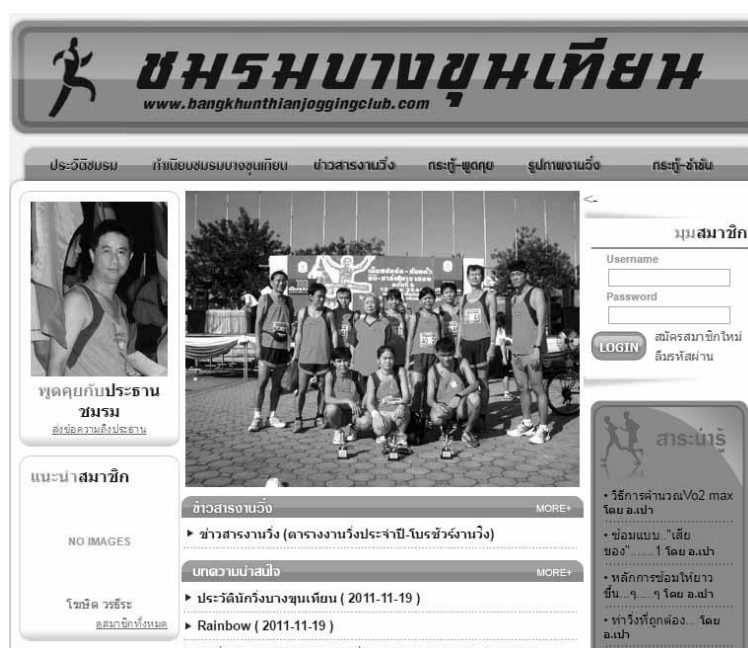 ชมรมบางขุนเทียน
www.bangkhunthianjoggingclub.com
ประวัติชมรม ทำเนียบชมรมบางขุนเทียน ข่าวสารงานวิ่ง กระทู้-พูดคุย รูปภาพงานวิ่ง กระทู้-ขำขัน
พูดคุยกับประธาน
ชมรม
ส่งข้อความถึงประธาน
แนะนำสมาชิก
NO IMAGES
โฆษิต วรธีระ
ดูสมาชิกทั้งหมด
ข่าวสารงานวิ่ง MORE+
ข่าวสารงานวิ่ง (ตารางงานวิ่งประจำปี-โบรชัวร์งานวิ่ง)
บทความน่าสนใจ MORE+
ประวัตินักวิ่งบางขุนเทียน ( 2011-11-19 )
Rainbow ( 2011-11-19 )
<-
มุมสมาชิก
Username
Password
LOGIN
สมัครสมาชิกใหม่
ลืมรหัสผ่าน
สาระน่ารู้
• วิธีการคำนวณVo2 max
โดย อ.เปา
• ซ้อมแบบ.."เสีย
ของ".......1 โดย อ.เปา
• หลักการซ้อมให้ยาว
ขึ้น...ๆ.....ๆ โดย อ.เปา
• ท่าวิ่งที่ถูกต้อง... โดย
อ.เปา